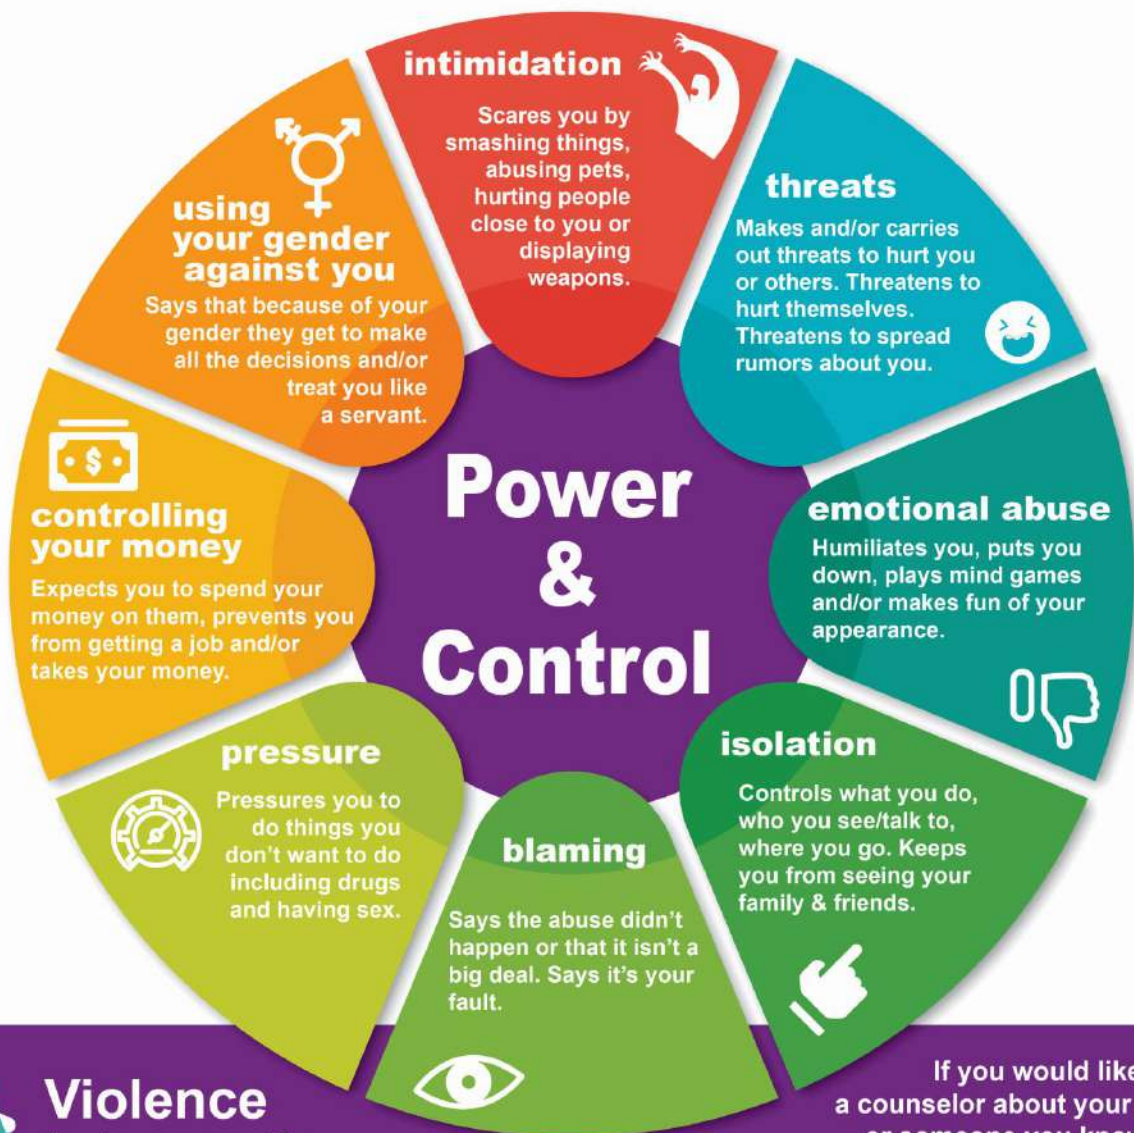 intimidation
Scares you by
smashing things,
abusing pets,
hurting people
close to you or
displaying
weapons.
threats
Makes and/or carries
out threats to hurt you
or others. Threatens to
hurt themselves.
Threatens to spread
rumors about you.
emotional abuse
Humiliates you, puts you
down, plays mind games
and/or makes fun of your
appearance.
isolation
Controls what you do,
who you see/talk to,
where you go. Keeps
you from seeing your
family & friends.
blaming
Says the abuse didn't
happen or that it isn't a
big deal. Says it's your
fault.
pressure
Pressures you to
do things you
don't want to do
including drugs
and having sex.
controlling
your money
$
Expects you to spend your
money on them, prevents you
from getting a job and/or
takes your money.
using
your gender
against you
Says that because of your
gender they get to make
all the decisions and/or
treat you like
a servant.
Power
&
Control
Violence
If you would like
a counselor about your